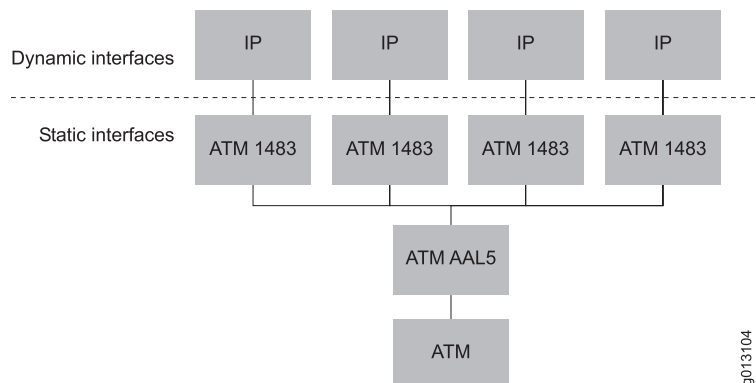 Dynamic interfaces
IP
IP
IP
IP
Static interfaces
ATM 1483
ATM 1483
ATM 1483
ATM 1483
ATM AAL5
ATM
g013104